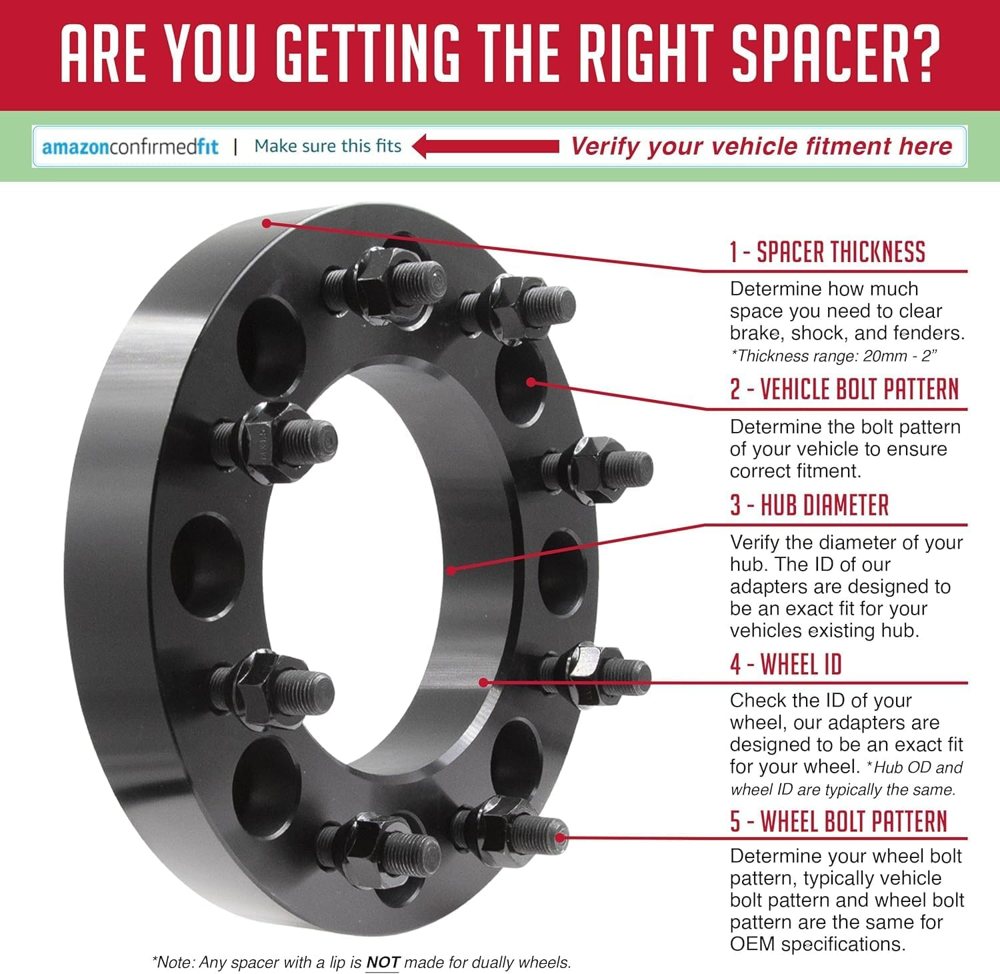 ARE YOU GETTING THE RIGHT SPACER?
amazonconfirmedfit | Make sure this fits Verify your vehicle fitment here
1 - SPACER THICKNESS
Determine how much
space you need to clear
brake, shock, and fenders.
*Thickness range: 20mm - 2”
2 - VEHICLE BOLT PATTERN
Determine the bolt pattern
of your vehicle to ensure
correct fitment.
3 - HUB DIAMETER
Verify the diameter of your
hub. The ID of our
adapters are designed to
be an exact fit for your
vehicles existing hub.
4 - WHEEL ID
Check the ID of your
wheel, our adapters are
designed to be an exact fit
for your wheel. *Hub OD and
wheel ID are typically the same.
5 - WHEEL BOLT PATTERN
Determine your wheel bolt
pattern, typically vehicle
bolt pattern and wheel bolt
pattern are the same for
OEM specifications.
*Note: Any spacer with a lip is NOT made for dually wheels.